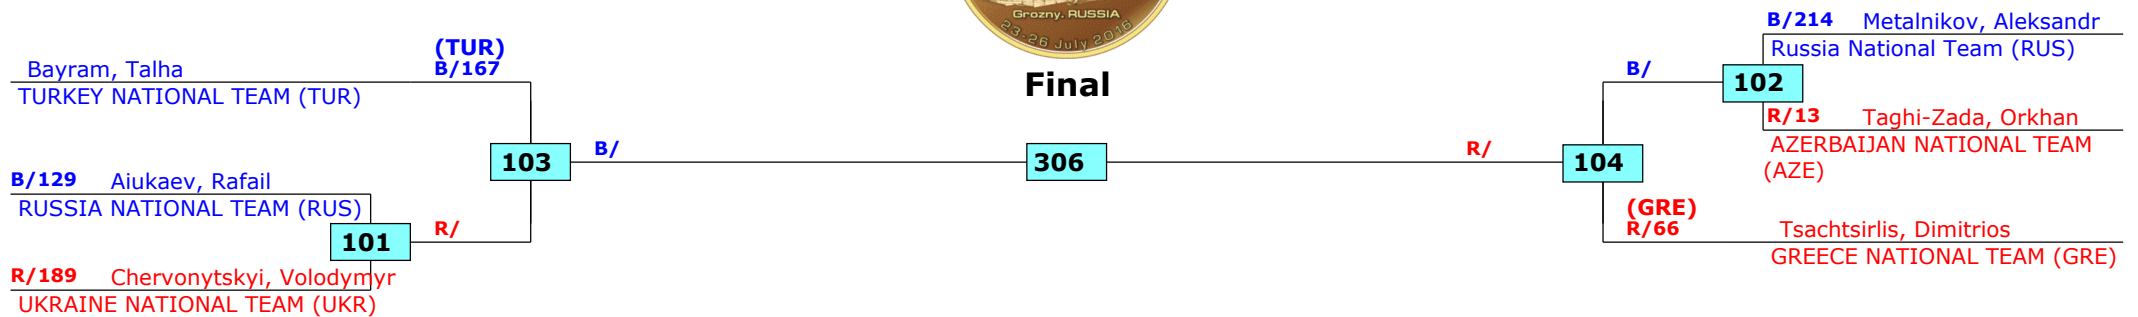 Grozny. RUSSIA
23-26 July 2016
Final
(TUR)
Bayram, Talha B/167
TURKEY NATIONAL TEAM (TUR)
103
B/
B/129 Aiukaev, Rafail
RUSSIA NATIONAL TEAM (RUS)
101
R/
R/189 Chervonytskyi, Volodymyr
UKRAINE NATIONAL TEAM (UKR)
306
B/214 Metalnikov, Aleksandr
Russia National Team (RUS)
B/
102
R/13 Taghi-Zada, Orkhan
AZERBAIJAN NATIONAL TEAM
(AZE)
R/
104
(GRE)
R/66 Tsachtsirlis, Dimitrios
GREECE NATIONAL TEAM (GRE)